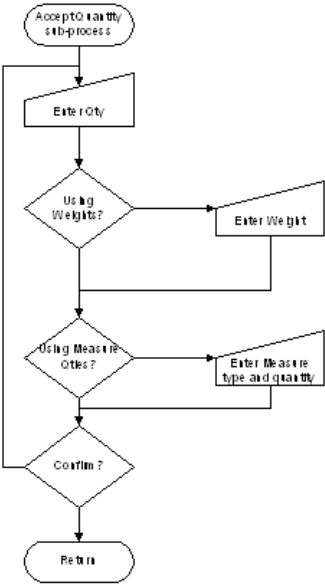 Accept Quantity
sub-process
Enter Qty
Using
Weights?
Enter Weight
Using Measure
Qties?
Enter Measure
type and quantity
Confirm?
Return